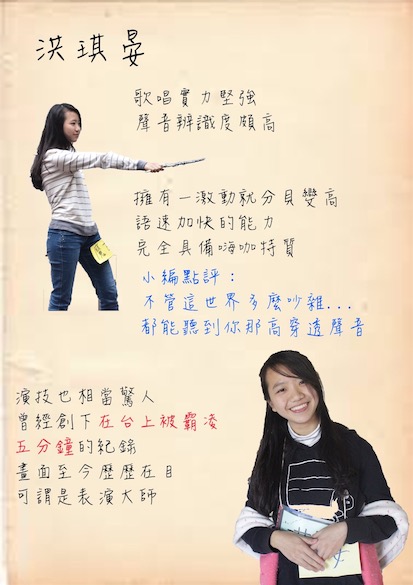 洪琪晏
歌唱實力堅強
聲音辨識度頗高
擁有一激動就分貝變高
語速加快的能力
完全具備嗨咖特質
小編點評：
不管這世界多麼吵雜...
都能聽到你那高穿透聲音
演技也相當驚人
曾經創下在台上被霸凌
五分鐘的紀錄
畫面至今歷歷在目
可謂是表演大師